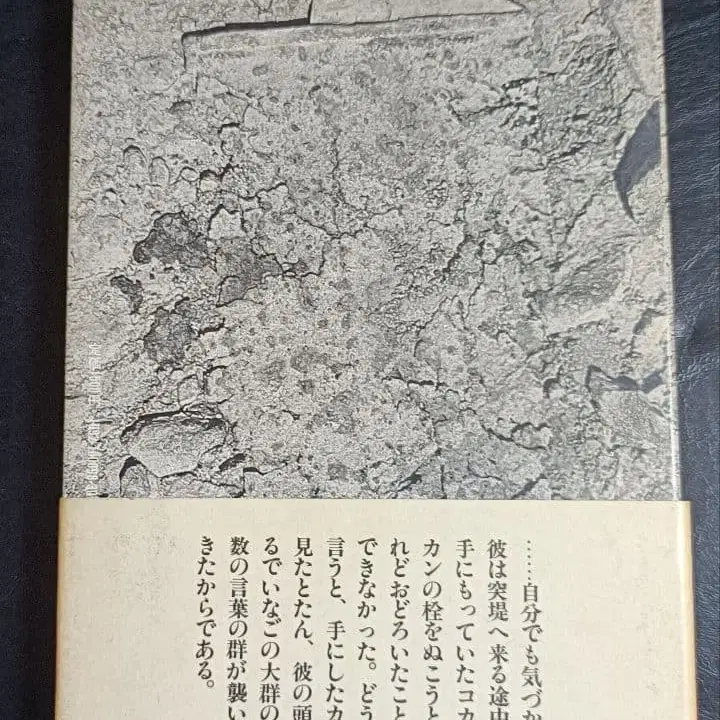 ……自分でも気づか
彼は突堤へ来る途中
手にもっていたコカ
カンの栓をぬこうと
れどおどろいたこと
できなかった。どう
言うと、手にしたカ
見たとたん、彼の頭
るでいなごの大群の
数の言葉の群が襲い
きたからである。